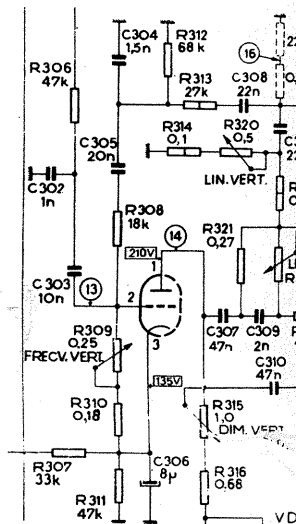 C304
1,5n
R312
68 k
16
R306
47k
R313
27k
C308
22n
R314
0,1
R320
0,5
LIN.VERT.
C305
20n
C302
1n
R308
18k
14
210V
1
R321
0,27
C303
10n
13
2
3
R309
0,25
FRECV. VERT.
C307
47n
C309
2n
C310
47n
135V
R310
0,18
R315
1,0
DIM. VERT.
R307
33k
C306
8µ
R316
0,68
R311
47k
VD